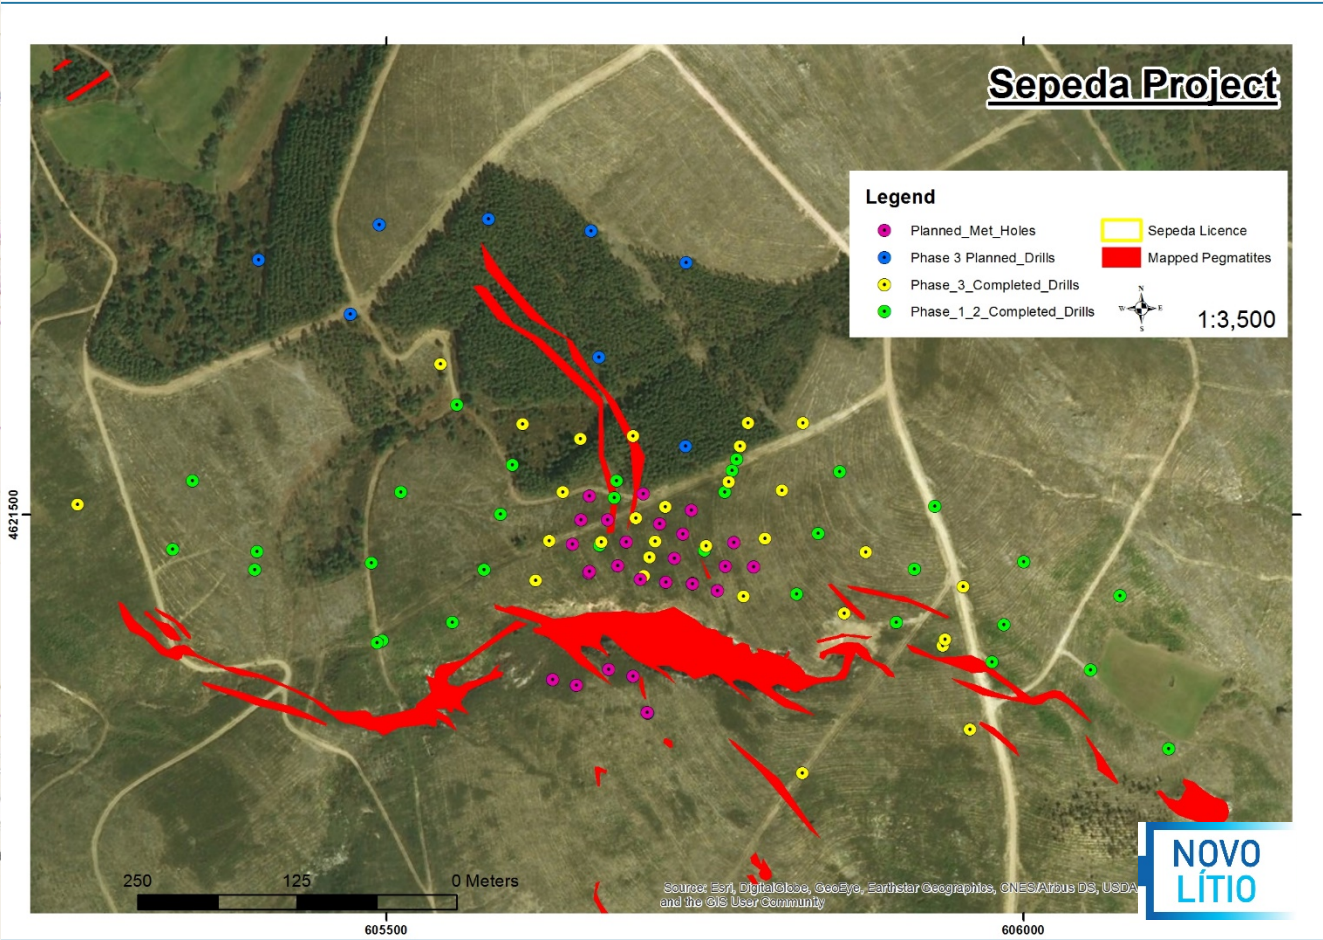 Sepeda Project
Legend
Planned_Met_Holes
Phase 3 Planned_Drills
Phase_3_Completed_Drills
Phase_1_2_Completed_Drills
Sepeda Licence
Mapped Pegmatites
N
W E
S
1:3,500
4621500
250 125 0 Meters
Source: Esri, DigitalGlobe, GeoEye, Earthstar Geographics, CNES/Airbus DS, USDA
and the GIS User Community
NOVO
LÍTIO
605500 606000